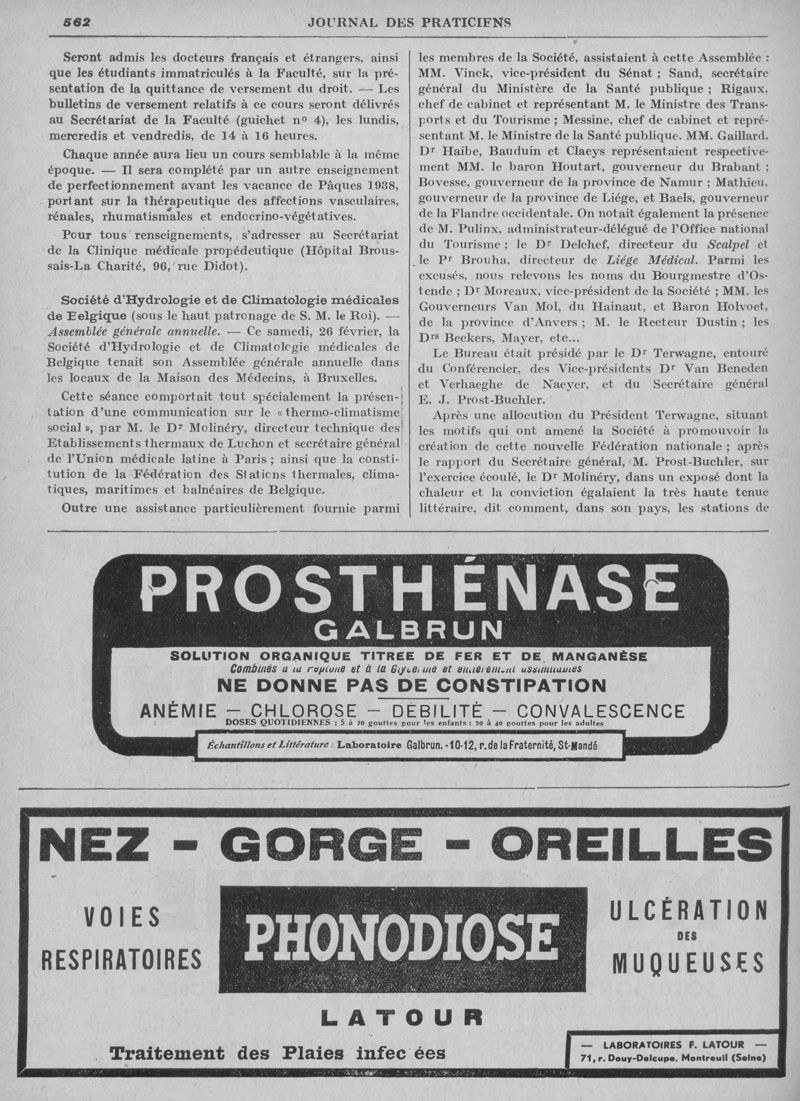 562
JOURNAL DES PRATICIENS
Seront admis les docteurs français et étrangers, ainsi
que les étudiants immatriculés à la Faculté, sur la pré-
sentation de la quittance de versement du droit. — Les
bulletins de versement relatifs à ce cours seront délivrés
au Secrétariat de la Faculté (guichet nº 4), les lundis,
mercredis et vendredis, de 14 à 16 heures.
Chaque année aura lieu un cours semblable à la même
époque. — Il sera complété par un autre enseignement
de perfectionnement avant les vacance de Pâques 1938,
portant sur la thérapeutique des affections vasculaires,
rénales, rhumatismales et endocrino-végétatives.
Pour tous renseignements, s'adresser au Secrétariat
de la Clinique médicale propédeutique (Hôpital Brous-
sais-La Charité, 96, rue Didot).
Société d'Hydrologie et de Climatologie médicales
de Eelgique (sous le haut patronage de S. M. le Roi). —
Assemblée générale annuelle. — Ce samedi, 26 février, la
Société d'Hydrologie et de Climatologie médicales de
Belgique tenait son Assemblée générale annuelle dans
les locaux de la Maison des Médecins, à Bruxelles.
Cette séance comportait tout spécialement la présen-
tation d'une communication sur le « thermo-climatisme
social », par M. le Dr Molinéry, directeur technique des
Etablissements thermaux de Luchon et secrétaire général
de l'Union médicale latine à Paris ; ainsi que la consti-
tution de la Fédération des Stations thermales, clima-
tiques, maritimes et balnéaires de Belgique.
Outre une assistance particulièrement fournie parmi
les membres de la Société, assistaient à cette Assemblée :
MM. Vinck, vice-président du Sénat ; Sand, secrétaire
général du Ministère de la Santé publique ; Rigaux,
chef de cabinet et représentant M. le Ministre des Trans-
ports et du Tourisme ; Messine, chef de cabinet et repré-
sentant M. le Ministre de la Santé publique. MM. Gaillard,
Dr Haibe, Bauduin et Claeys représentaient respective-
ment MM. le baron Houtart, gouverneur du Brabant ;
Bovesse, gouverneur de la province de Namur ; Mathieu,
gouverneur de la province de Liége, et Baels, gouverneur
de la Flandre occidentale. On notait également la présence
de M. Pulinx, administrateur-délégué de l'Office national
du Tourisme ; le Dr Delchef, directeur du Scalpel et
le Pr Brouha, directeur de Liége Médical. Parmi les
excusés, nous relevons les noms du Bourgmestre d'Os-
tende ; Dr Moreaux, vice-président de la Société ; MM. les
Gouverneurs Van Mol, du Hainaut, et Baron Holvoet,
de la province d'Anvers ; M. le Recteur Dustin ; les
Drs Beckers, Mayer, etc...
Le Bureau était présidé par le Dr Terwagne, entouré
du Conférencier, des Vice-présidents Dr Van Beneden
et Verhaeghe de Naeyer, et du Secrétaire général
E. J. Prost-Buchler.
Après une allocution du Président Terwagne, situant
les motifs qui ont amené la Société à promouvoir la
création de cette nouvelle Fédération nationale ; après
le rapport du Secrétaire général, M. Prost-Buchler, sur
l'exercice écoulé, le Dr Molinéry, dans un exposé dont la
chaleur et la conviction égalaient la très haute tenue
littéraire, dit comment, dans son pays, les stations de
PROSTHÉNASE
GALBRUN
SOLUTION ORGANIQUE TITREE DE FER ET DE MANGANÈSE
Combinés à la et à la et entièrement assimilables
NE DONNE PAS DE CONSTIPATION
ANÉMIE — CHLOROSE — DÉBILITÉ — CONVALESCENCE
DOSES QUOTIDIENNES : 5 à 20 gouttes pour les enfants ; 20 à 40 gouttes pour les adultes
Échantillons et Littérature : Laboratoire Galbrun. - 10-12, r. de la Fraternité, St-Mandé
NEZ - GORGE - OREILLES
VOIES
RESPIRATOIRES
PHONODIOSE
ULCÉRATION
DES
MUQUEUSES
LATOUR
Traitement des Plaies infec ées
— LABORATOIRES F. LATOUR —
71, r. Douy-Delcupe, Montreuil (Seine)